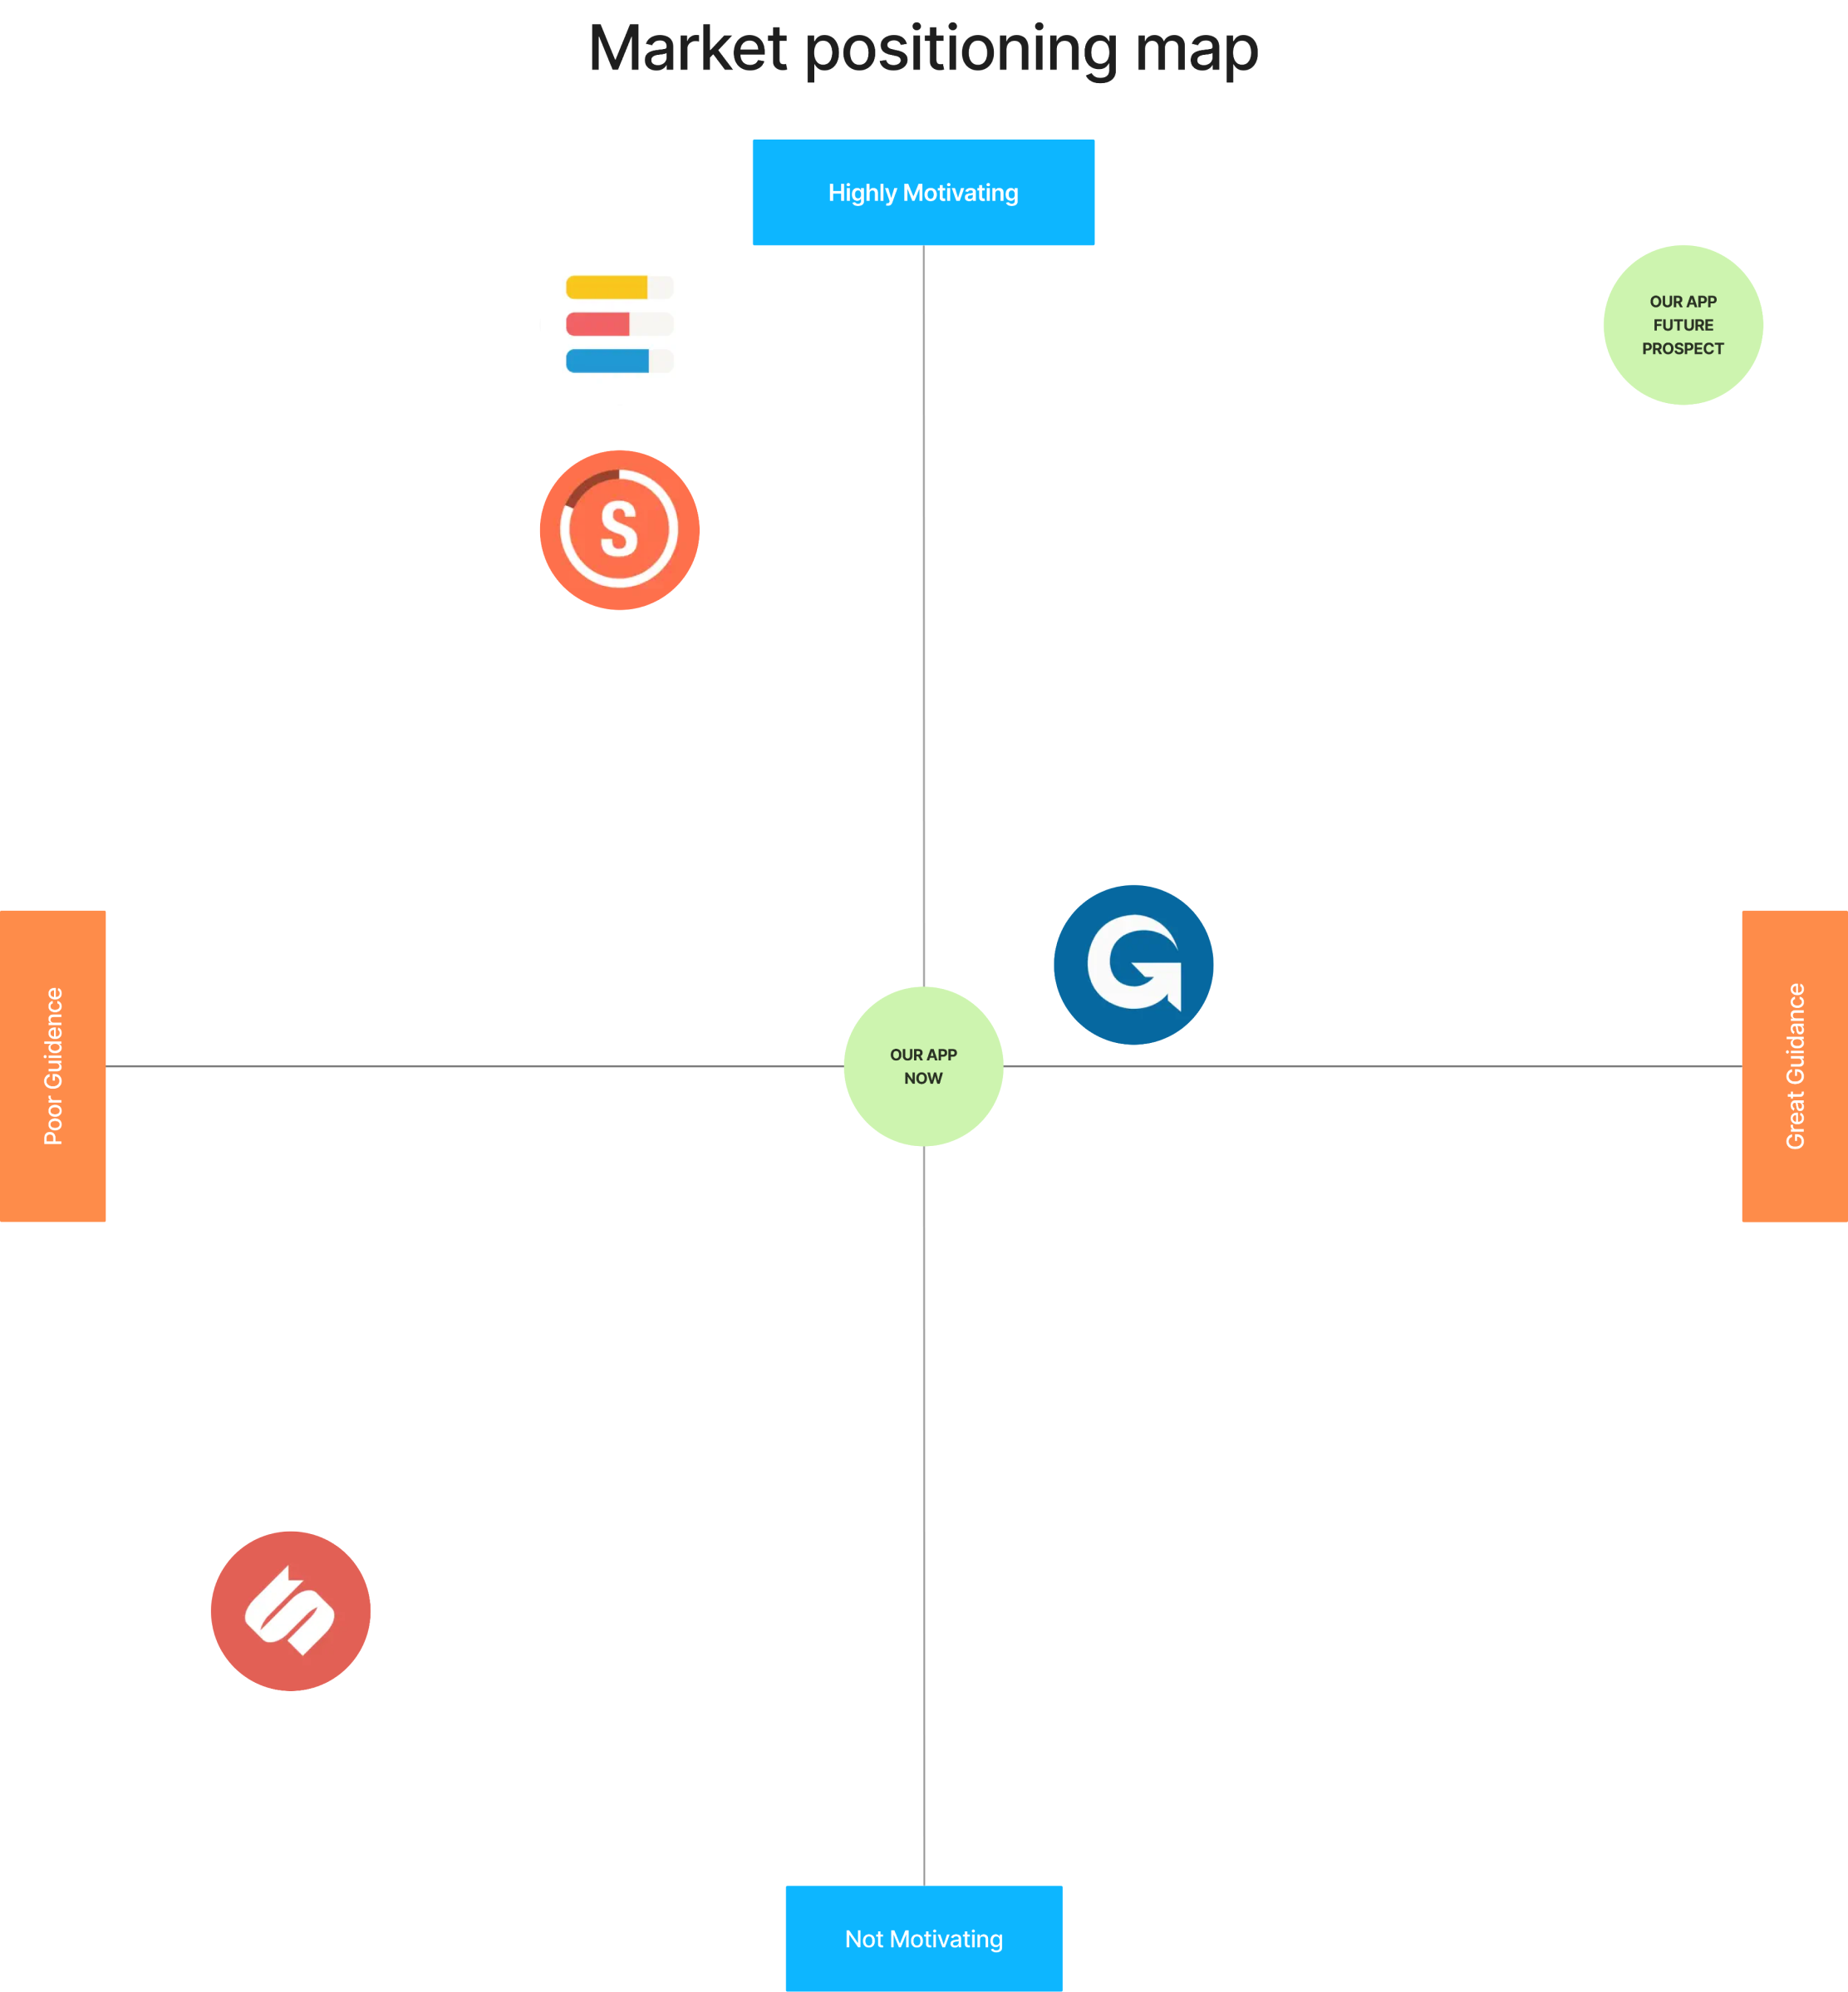 Market positioning map
Highly Motivating
OUR APP
FUTURE
PROSPECT
S
Poor Guidence
OUR APP
NOW
Great Guidance
Not Motivating